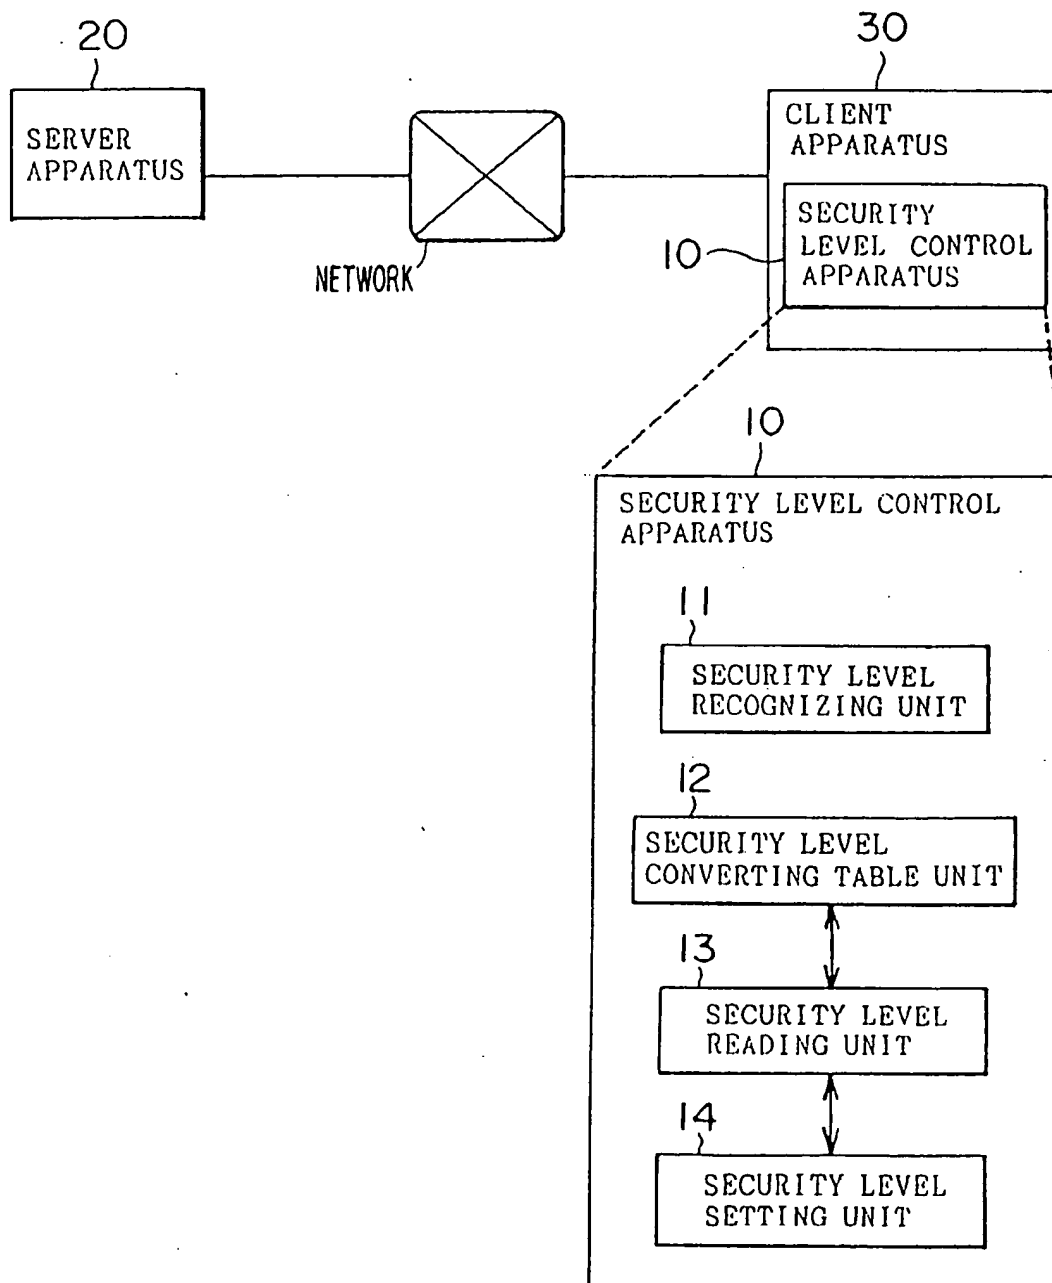 20
SERVER
APPARATUS
NETWORK
30
CLIENT
APPARATUS
10
SECURITY
LEVEL CONTROL
APPARATUS
10
SECURITY LEVEL CONTROL
APPARATUS
11
SECURITY LEVEL
RECOGNIZING UNIT
12
SECURITY LEVEL
CONVERTING TABLE UNIT
13
SECURITY LEVEL
READING UNIT
14
SECURITY LEVEL
SETTING UNIT